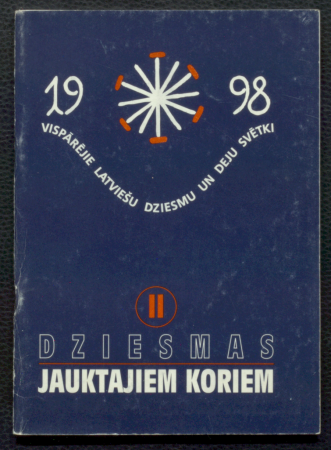 19 98
VISPĀRĒJIE LATVIEŠU DZIESMU UN DEJU SVĒTKI
II
DZIESMAS
JAUKTAJIEM KORIEM